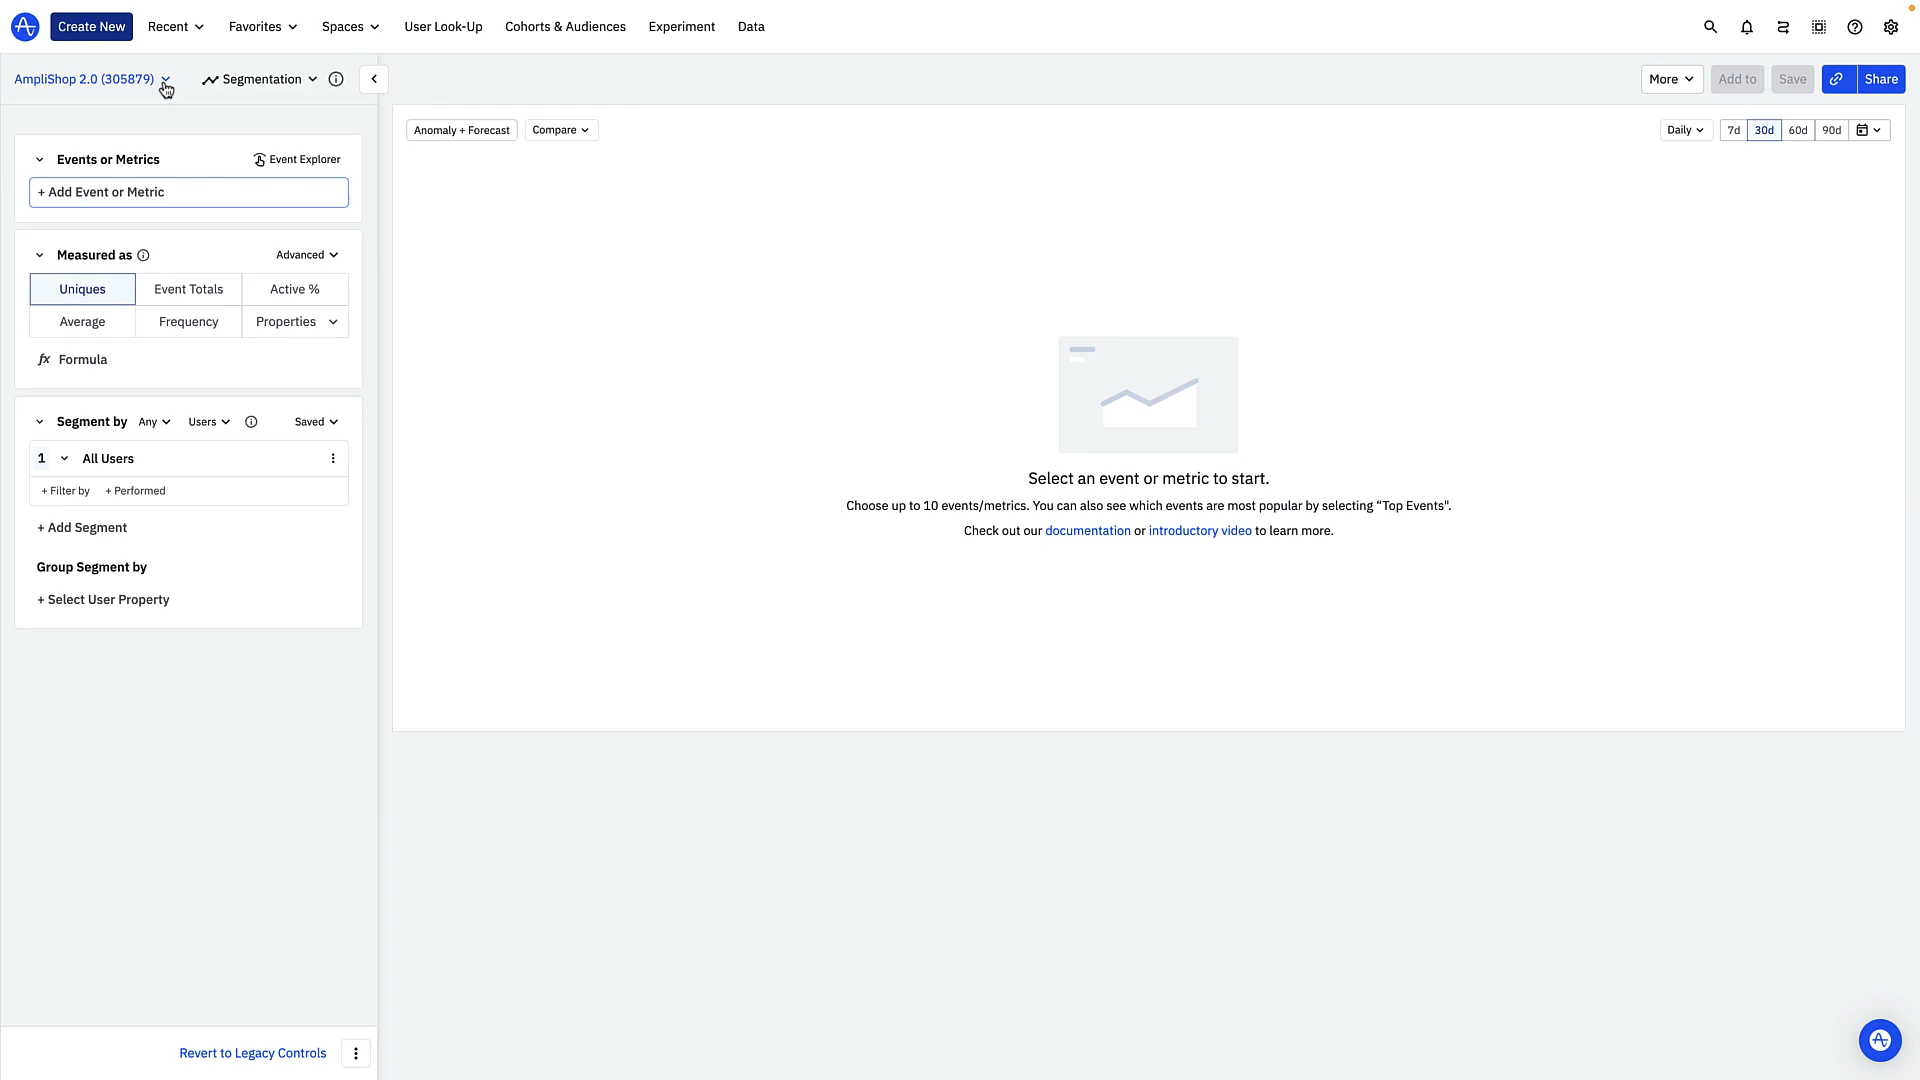 Create New
Recent
Favorites
Spaces
User Look-Up
Cohorts & Audiences
Experiment
Data
AmpliShop 2.0 (305879)
Segmentation
More
Add to
Save
Share
Events or Metrics
Event Explorer
+ Add Event or Metric
Measured as
Advanced
Uniques
Event Totals
Active %
Average
Frequency
Properties
fx Formula
Segment by
Any
Users
Saved
1
All Users
+ Filter by
+ Performed
+ Add Segment
Group Segment by
+ Select User Property
Revert to Legacy Controls
Anomaly + Forecast
Compare
Daily
7d
30d
60d
90d
Select an event or metric to start.
Choose up to 10 events/metrics. You can also see which events are most popular by selecting “Top Events".
Check out our documentation or introductory video to learn more.